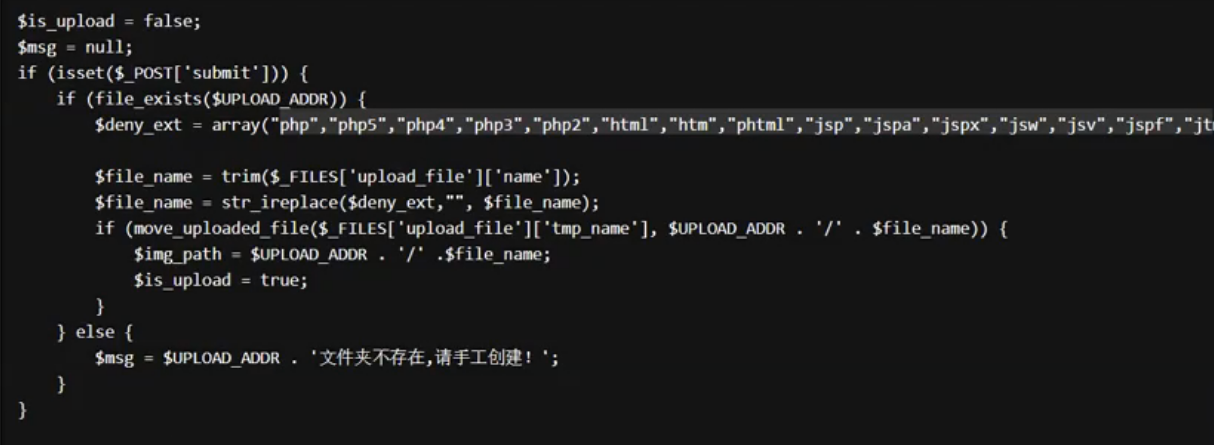 $is_upload = false;
$msg = null;
if (isset($_POST['submit'])) {
    if (file_exists($UPLOAD_ADDR)) {
        $deny_ext = array("php","php5","php4","php3","php2","html","htm","phtml","jsp","jspa","jspx","jsw","jsv","jspf","jt
        $file_name = trim($_FILES['upload_file']['name']);
        $file_name = str_ireplace($deny_ext,"", $file_name);
        if (move_uploaded_file($_FILES['upload_file']['tmp_name'], $UPLOAD_ADDR . '/' . $file_name)) {
            $img_path = $UPLOAD_ADDR . '/' .$file_name;
            $is_upload = true;
        }
    } else {
        $msg = $UPLOAD_ADDR . '文件夹不存在,请手工创建！';
    }
}